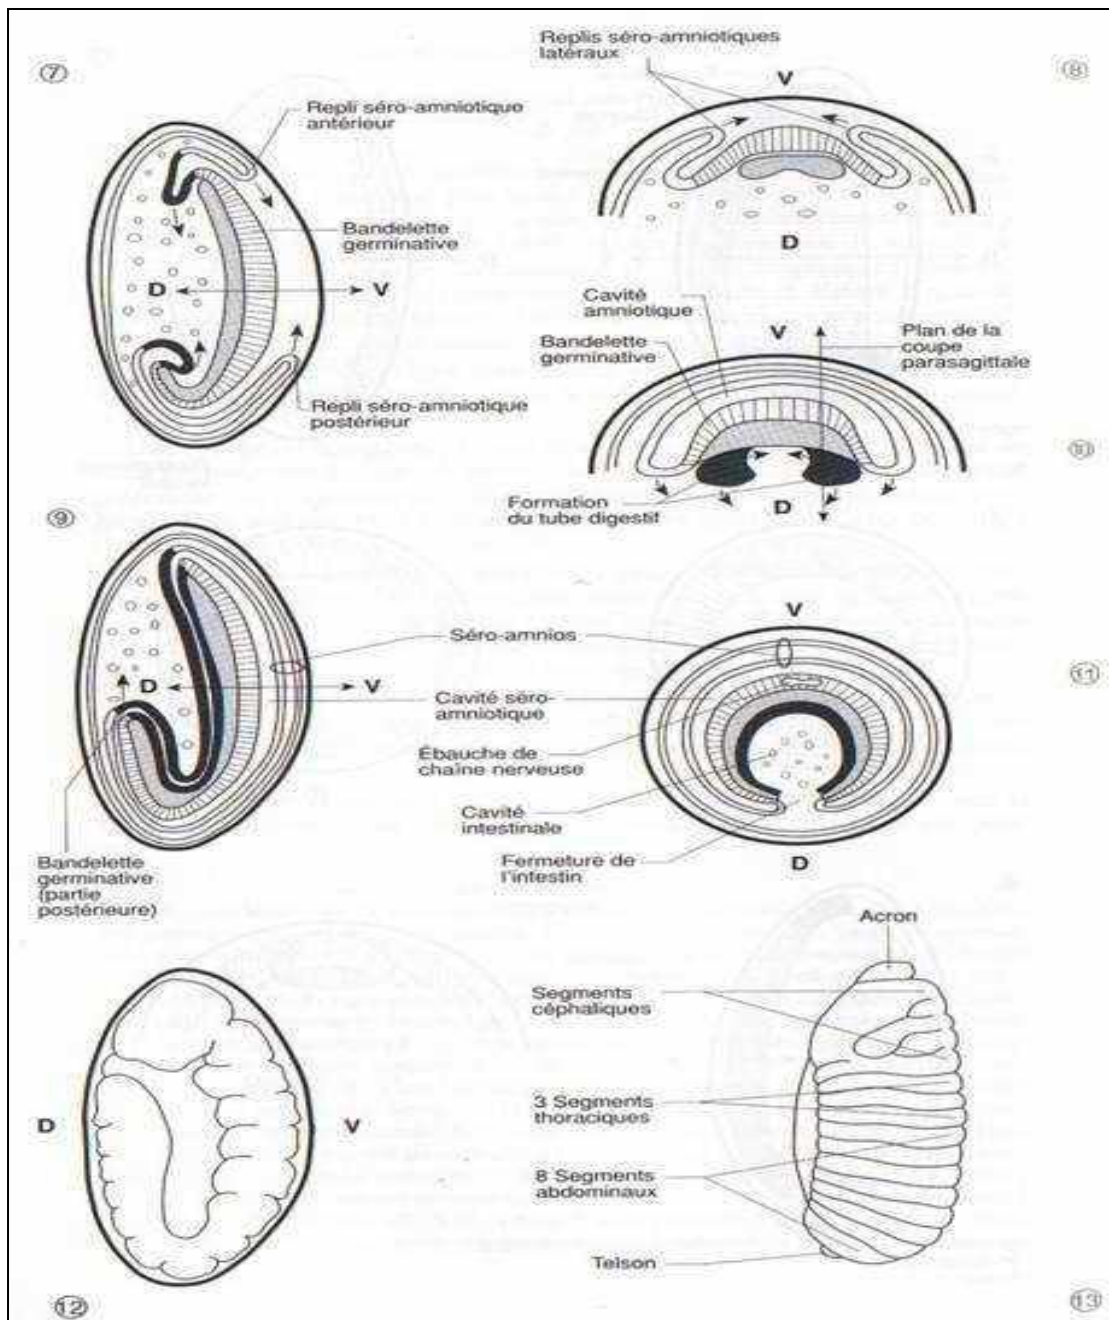 7
Replis séro-amniotiques
latéraux
V
8
Repli séro-amniotique
antérieur
Bandelette
germinative
D
V
D
Repli séro-amniotique
postérieur
Cavité
amniotique
V
Plan de la
coupe
parasagittale
Bandelette
germinative
10
Formation
du tube digestif
D
9
V
Séro-amnios
11
D
V
Cavité séro-
amniotique
Ébauche de
chaîne nerveuse
Cavité
intestinale
Fermeture de
l'intestin
D
Bandelette
germinative
(partie
postérieure)
Acron
Segments
céphaliques
3 Segments
thoraciques
D
V
8 Segments
abdominaux
Telson
12
13